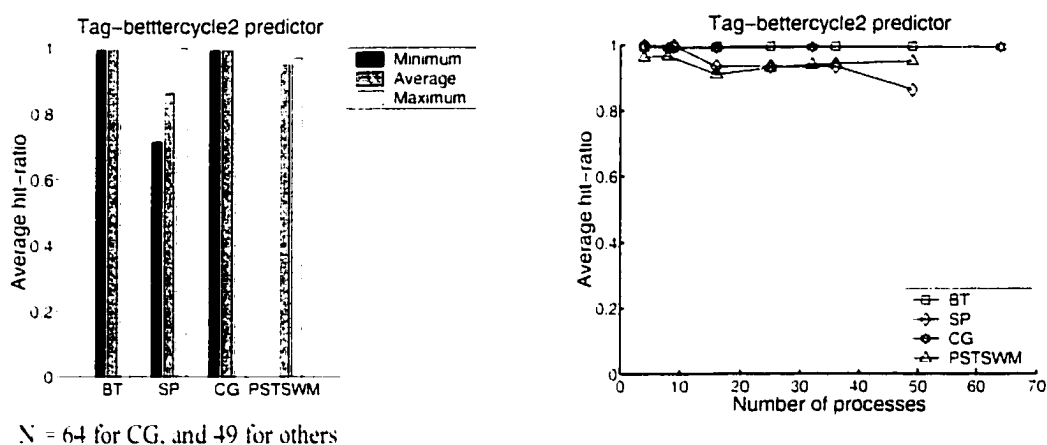 Tag-betttercycle2 predictor
Average hit-ratio
1
0.8
0.6
0.4
0.2
0
BT SP CG PSTSWM
Minimum
Average
Maximum
N = 64 for CG, and 49 for others
Tag-bettercycle2 predictor
Average hit-ratio
1
0.8
0.6
0.4
0.2
0
0 10 20 30 40 50 60 70
Number of processes
BT
SP
CG
PSTSWM